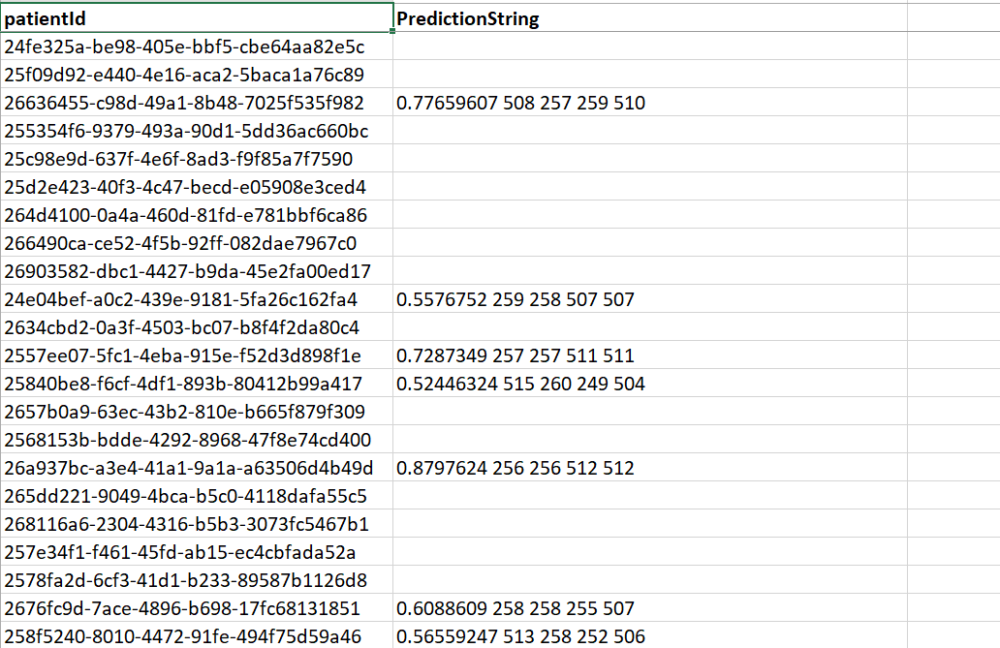 patientId PredictionString
24fe325a-be98-405e-bbf5-cbe64aa82e5c
25f09d92-e440-4e16-aca2-5baca1a76c89
26636455-c98d-49a1-8b48-7025f535f982 0.77659607 508 257 259 510
255354f6-9379-493a-90d1-5dd36ac660bc
25c98e9d-637f-4e6f-8ad3-f9f85a7f7590
25d2e423-40f3-4c47-becd-e05908e3ced4
264d4100-0a4a-460d-81fd-e781bbf6ca86
266490ca-ce52-4f5b-92ff-082dae7967c0
26903582-dbc1-4427-b9da-45e2fa00ed17
24e04bef-a0c2-439e-9181-5fa26c162fa4 0.5576752 259 258 507 507
2634cbd2-0a3f-4503-bc07-b8f4f2da80c4
2557ee07-5fc1-4eba-915e-f52d3d898f1e 0.7287349 257 257 511 511
25840be8-f6cf-4df1-893b-80412b99a417 0.52446324 515 260 249 504
2657b0a9-63ec-43b2-810e-b665f879f309
2568153b-bdde-4292-8968-47f8e74cd400
26a937bc-a3e4-41a1-9a1a-a63506d4b49d 0.8797624 256 256 512 512
265dd221-9049-4bca-b5c0-4118dafa55c5
268116a6-2304-4316-b5b3-3073fc5467b1
257e34f1-f461-45fd-ab15-ec4cbfada52a
2578fa2d-6cf3-41d1-b233-89587b1126d8
2676fc9d-7ace-4896-b698-17fc68131851 0.6088609 258 258 255 507
258f5240-8010-4472-91fe-494f75d59a46 0.56559247 513 258 252 506